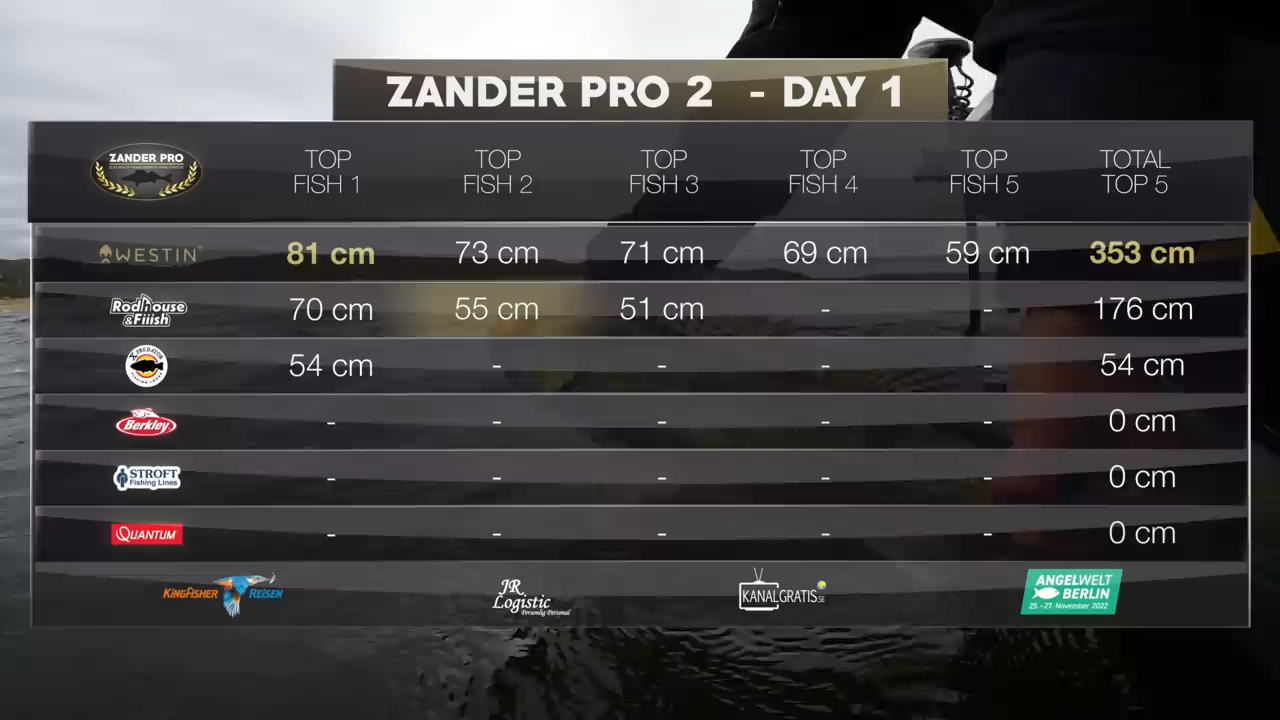 ZANDER PRO 2 - DAY 1
ZANDER PRO
TOP FISH 1
TOP FISH 2
TOP FISH 3
TOP FISH 4
TOP FISH 5
TOTAL TOP 5
WESTIN 81 cm 73 cm 71 cm 69 cm 59 cm 353 cm
Rodhouse
&Fiiish
70 cm 55 cm 51 cm - - 176 cm
PREDATOR
54 cm - - - - 54 cm
Berkley - - - - - 0 cm
STROFT
Fishing Lines
- - - - - 0 cm
QUANTUM - - - - - 0 cm
KINGFISHER REISEN
JR
Logistic
Personlig Personal
KANALGRATIS.SE
ANGELWELT
BERLIN
25.-27. November 2022